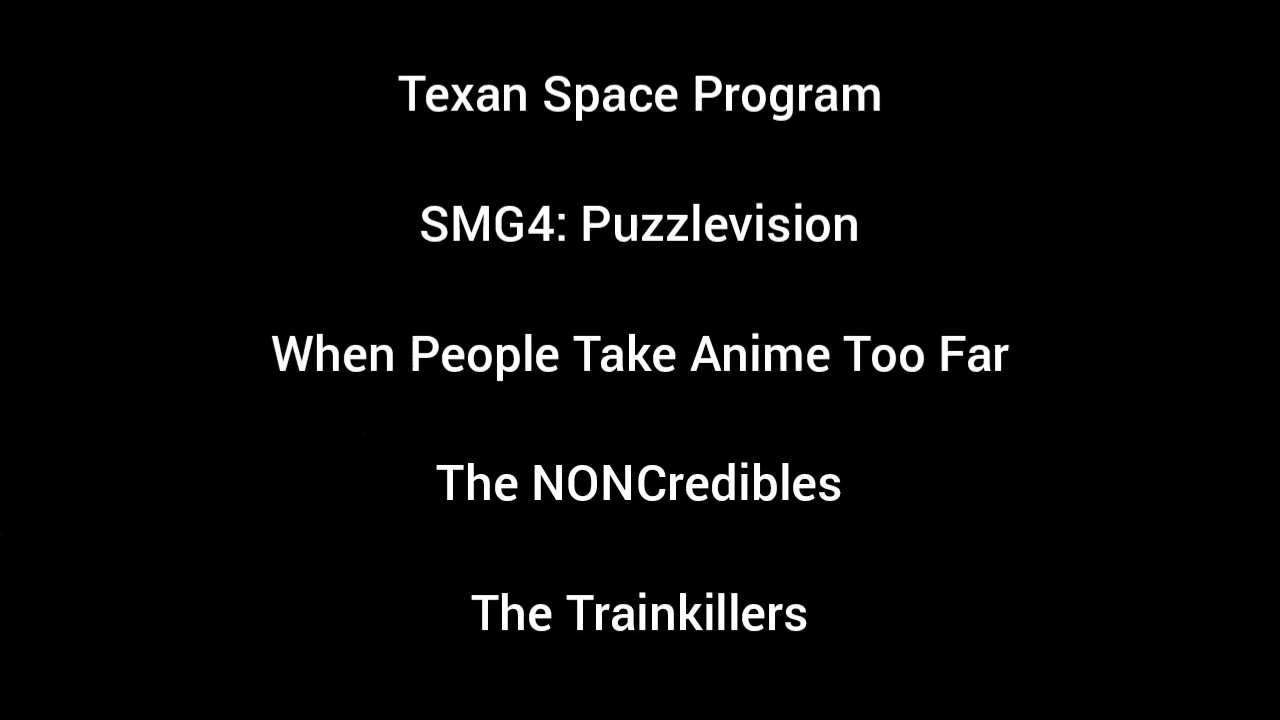 Texan Space Program
SMG4: Puzzlevision
When People Take Anime Too Far
The NONCredibles
The Trainkillers